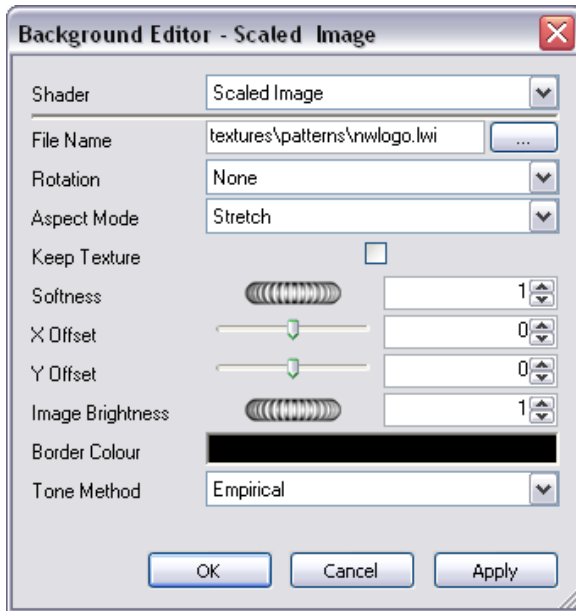 Background Editor - Scaled Image
Shader Scaled Image
File Name textures\patterns\nwlogo.lwi ...
Rotation None
Aspect Mode Stretch
Keep Texture
Softness 1
X Offset 0
Y Offset 0
Image Brightness 1
Border Colour
Tone Method Empirical
OK Cancel Apply